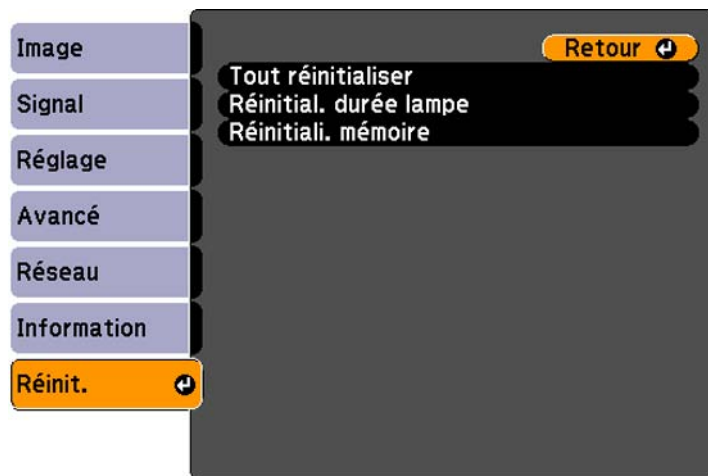 Image
Signal
Réglage
Avancé
Réseau
Information
Réinit.
Retour
Tout réinitialiser
Réinitial. durée lampe
Réinitiali. mémoire